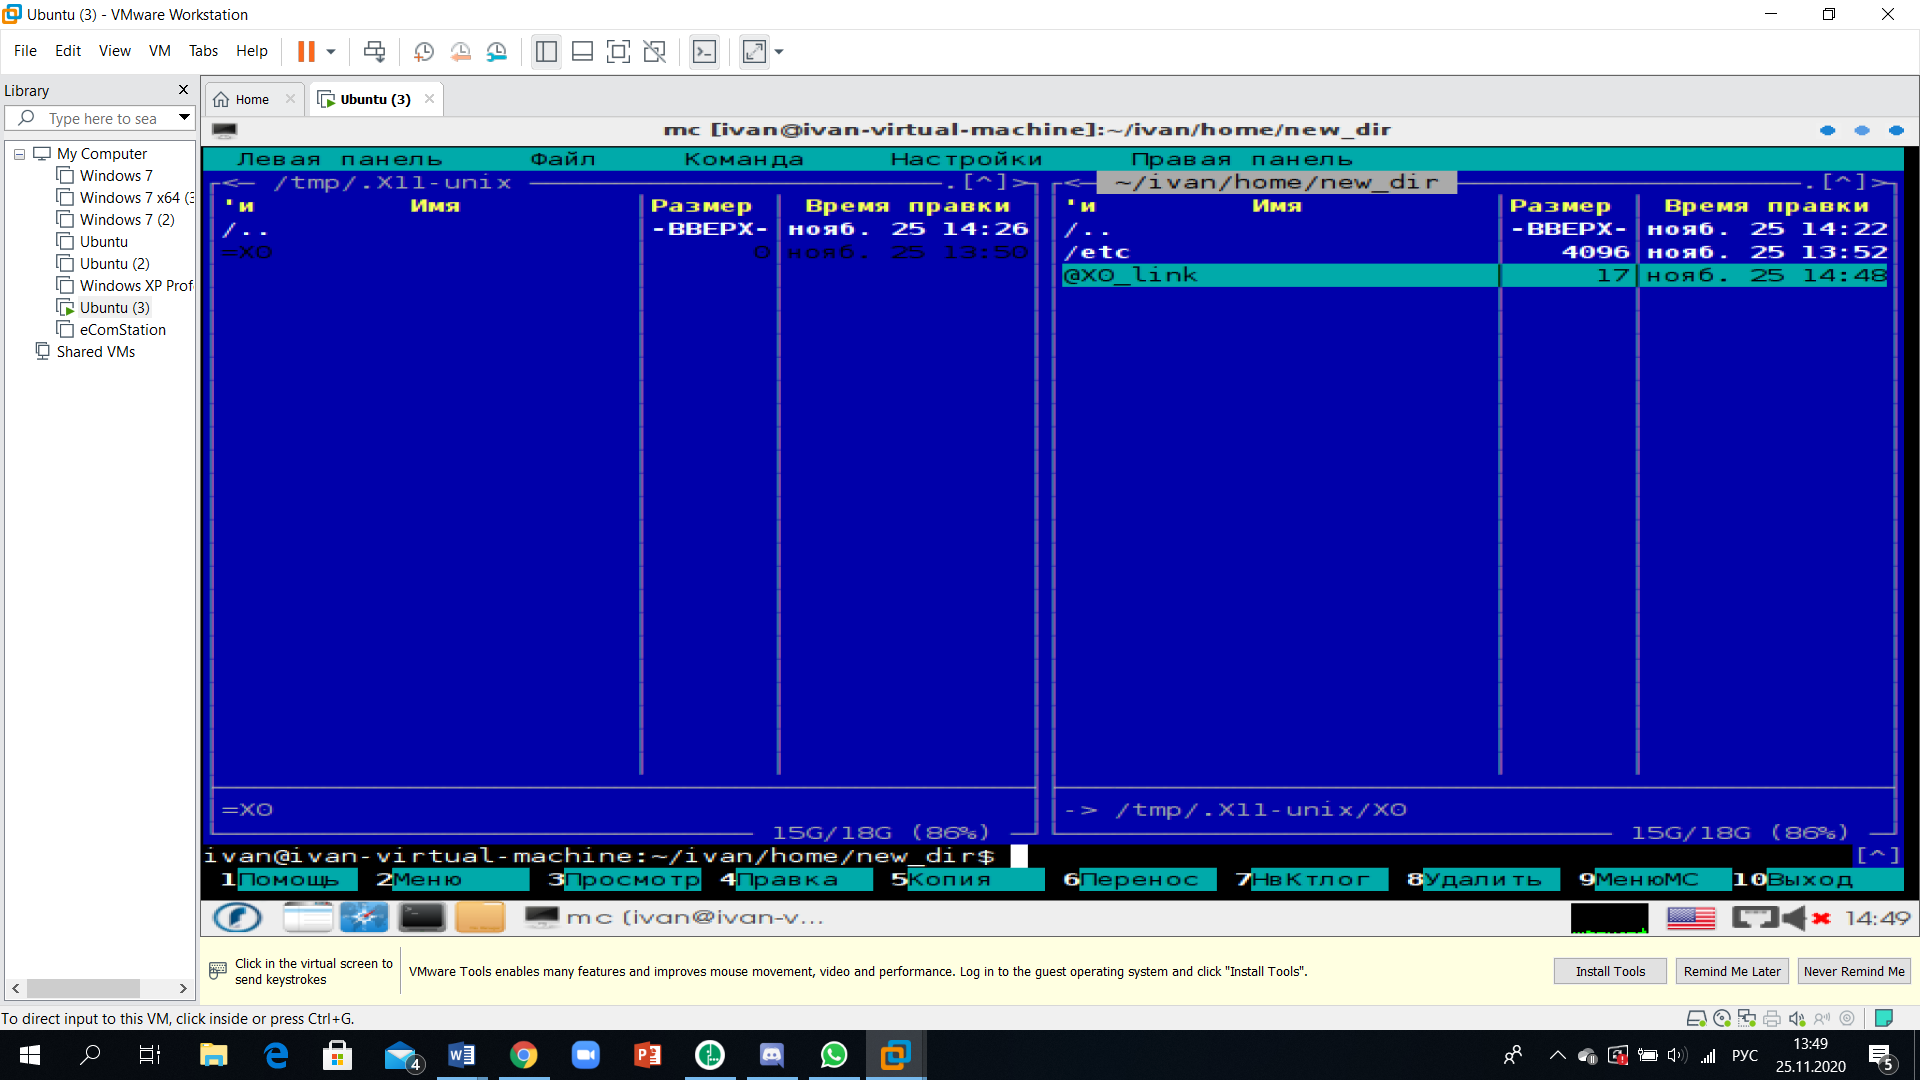 Ubuntu (3) - VMware Workstation
File Edit View VM Tabs Help
Library
Type here to sea
My Computer
Windows 7
Windows 7 x64 (3
Windows 7 (2)
Ubuntu
Ubuntu (2)
Windows XP Prof
Ubuntu (3)
eComStation
Shared VMs
Home Ubuntu (3)
mc [ivan@ivan-virtual-machine]:~/ivan/home/new_dir
Левая панель Файл Команда Настройки Правая панель
<— /tmp/.X11-unix .[^]>
'и Имя Размер Время правки
/.. -ВВЕРХ- нояб. 25 14:26
=X0 0 нояб. 25 13:50
=X0
15G/18G (86%)
<— ~/ivan/home/new_dir .[^]>
'и Имя Размер Время правки
/.. -ВВЕРХ- нояб. 25 14:22
/etc 4096 нояб. 25 13:52
@X0_link 17 нояб. 25 14:48
-> /tmp/.X11-unix/X0
15G/18G (86%)
ivan@ivan-virtual-machine:~/ivan/home/new_dir$ [^]
1Помощь 2Меню 3Просмотр 4Правка 5Копия 6Перенос 7НвКтлог 8Удалить 9МенюМС 10Выход
mc (ivan@ivan-v... 14:49
Click in the virtual screen to
send keystrokes
VMware Tools enables many features and improves mouse movement, video and performance. Log in to the guest operating system and click "Install Tools".
Install Tools Remind Me Later Never Remind Me
To direct input to this VM, click inside or press Ctrl+G.
4
РУС
13:49
25.11.2020
5